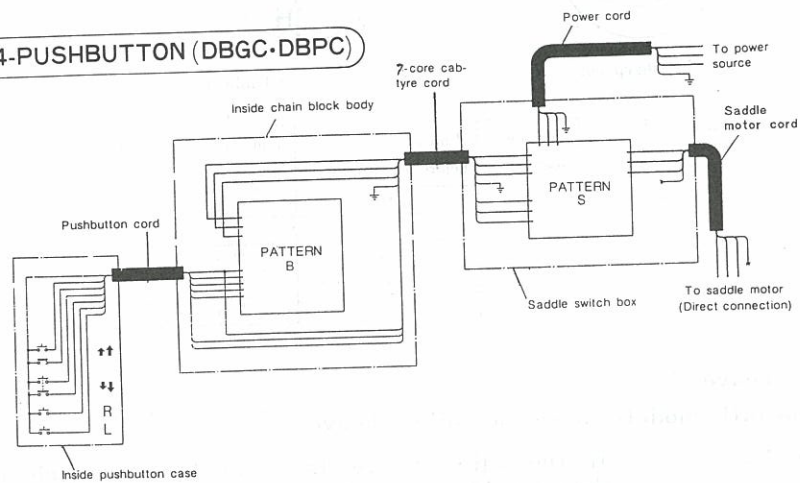 4-PUSHBUTTON (DBGC·DBPC)
Power cord
To power
source
7-core cab-
tyre cord
Inside chain block body
Saddle
motor cord
PATTERN
S
Pushbutton cord
PATTERN
B
To saddle motor
(Direct connection)
Saddle switch box
↑↑
↓↓
R
L
Inside pushbutton case